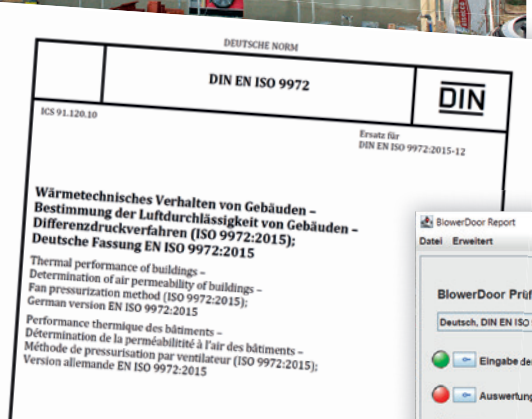 DEUTSCHE NORM
DIN EN ISO 9972
DIN
ICS 91.120.10
Ersatz für
DIN EN ISO 9972:2015-12
Wärmetechnisches Verhalten von Gebäuden –
Bestimmung der Luftdurchlässigkeit von Gebäuden –
Differenzdruckverfahren (ISO 9972:2015);
Deutsche Fassung EN ISO 9972:2015
Thermal performance of buildings –
Determination of air permeability of buildings –
Fan pressurization method (ISO 9972:2015);
German version EN ISO 9972:2015
Performance thermique des bâtiments –
Détermination de la perméabilitité à l'air des bâtiments –
Méthode de pressurisation par ventilateur (ISO 9972:2015);
Version allemande EN ISO 9972:2015
BlowerDoor Report
Datei Erweitert
BlowerDoor Prüf
Deutsch, DIN EN ISO
Eingabe der
Auswertung